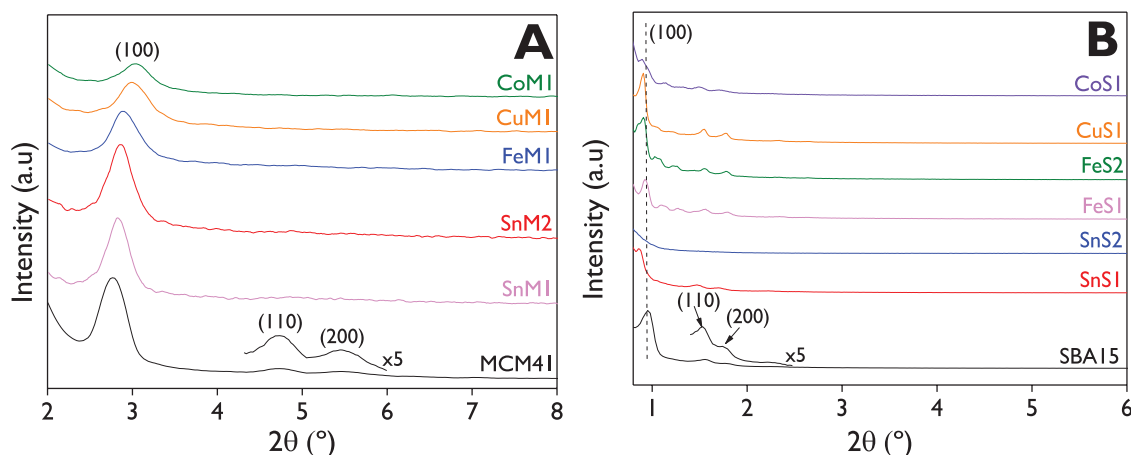 A
(100)
CoM1
CuM1
FeM1
SnM2
SnM1
(110)
(200)
x5
MCM41
Intensity (a.u)
2 3 4 5 6 7 8
2θ (°)
B
(100)
CoS1
CuS1
FeS2
FeS1
SnS2
SnS1
(110)
(200)
x5
SBA15
Intensity (a.u)
1 2 3 4 5 6
2θ (°)